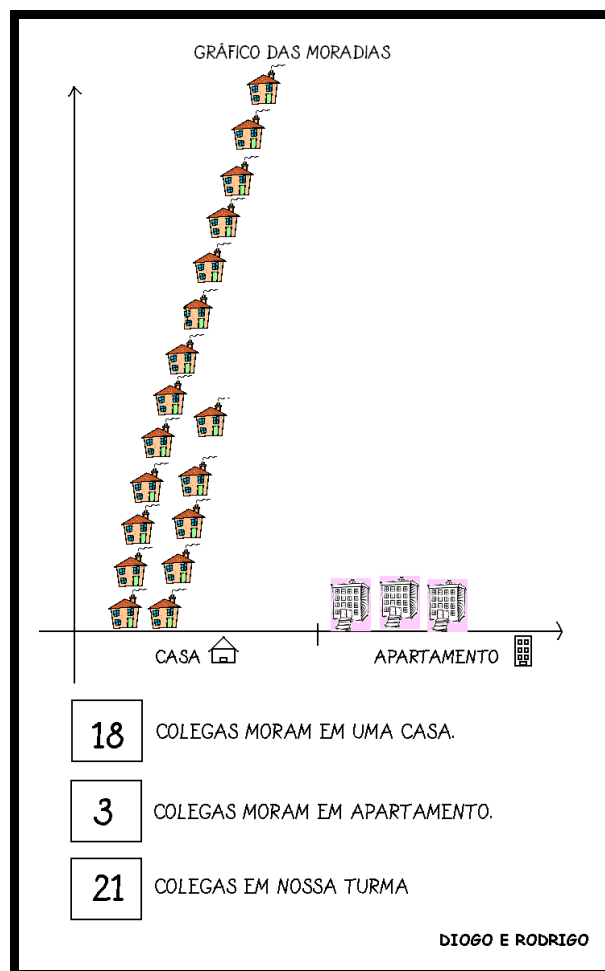 GRÁFICO DAS MORADIAS
CASA
APARTAMENTO
18 COLEGAS MORAM EM UMA CASA.
3 COLEGAS MORAM EM APARTAMENTO.
21 COLEGAS EM NOSSA TURMA
DIOGO E RODRIGO